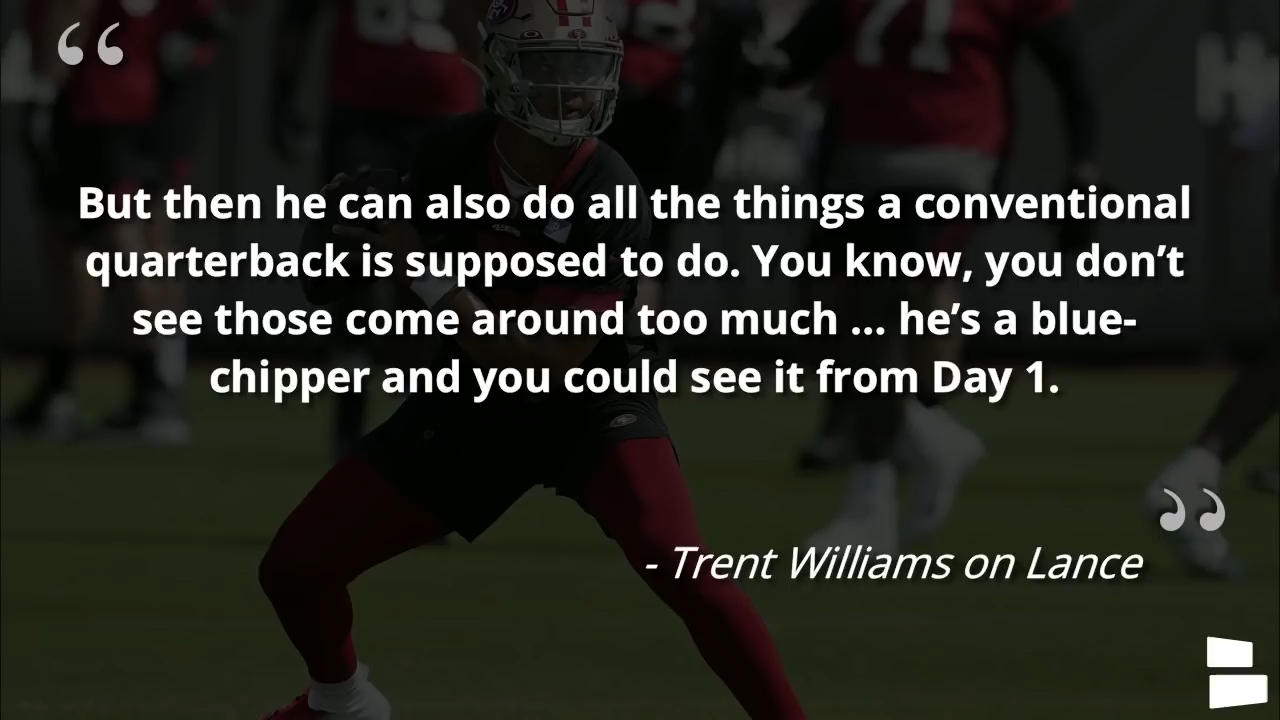 “
But then he can also do all the things a conventional
quarterback is supposed to do. You know, you don’t
see those come around too much ... he’s a blue-
chipper and you could see it from Day 1.
”
- Trent Williams on Lance
71